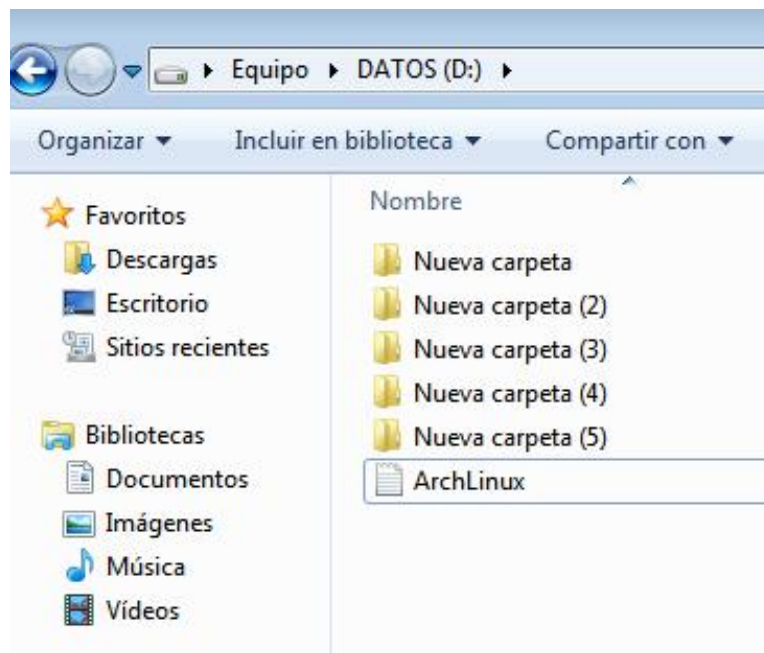 Equipo DATOS (D:)
Organizar Incluir en biblioteca Compartir con
Favoritos
Descargas
Escritorio
Sitios recientes
Bibliotecas
Documentos
Imágenes
Música
Vídeos
Nombre
Nueva carpeta
Nueva carpeta (2)
Nueva carpeta (3)
Nueva carpeta (4)
Nueva carpeta (5)
ArchLinux